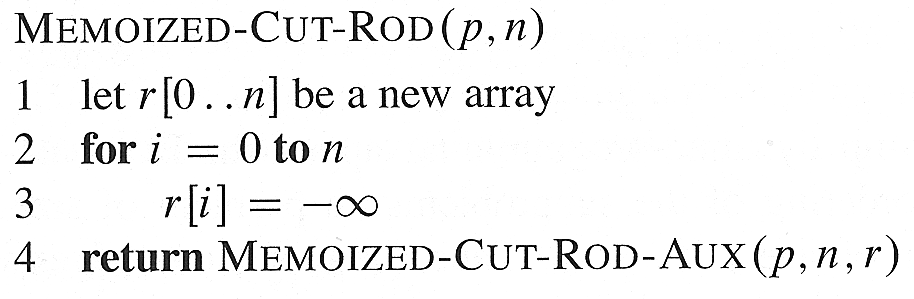 MEMOIZED-CUT-ROD(p, n)
1 let r[0..n] be a new array
2 for i = 0 to n
3 r[i] = −∞
4 return MEMOIZED-CUT-ROD-AUX(p, n, r)